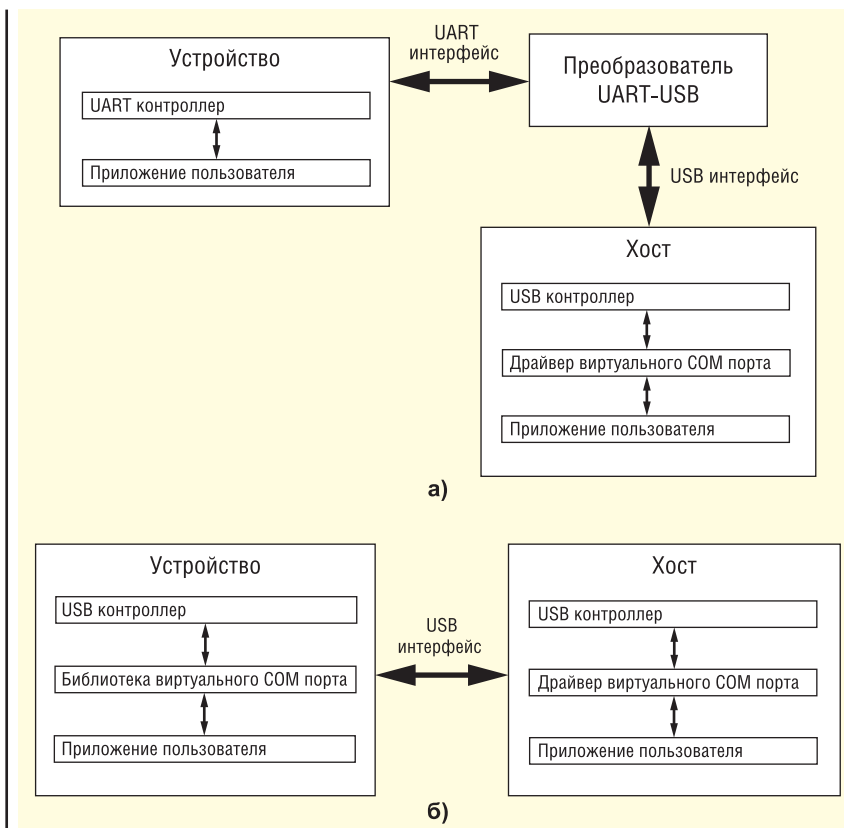 Устройство
UART контроллер
Приложение пользователя
UART
интерфейс
Преобразователь
UART-USB
USB интерфейс
Хост
USB контроллер
Драйвер виртуального COM порта
Приложение пользователя
а)
Устройство
USB контроллер
Библиотека виртуального COM порта
Приложение пользователя
USB
интерфейс
Хост
USB контроллер
Драйвер виртуального COM порта
Приложение пользователя
б)